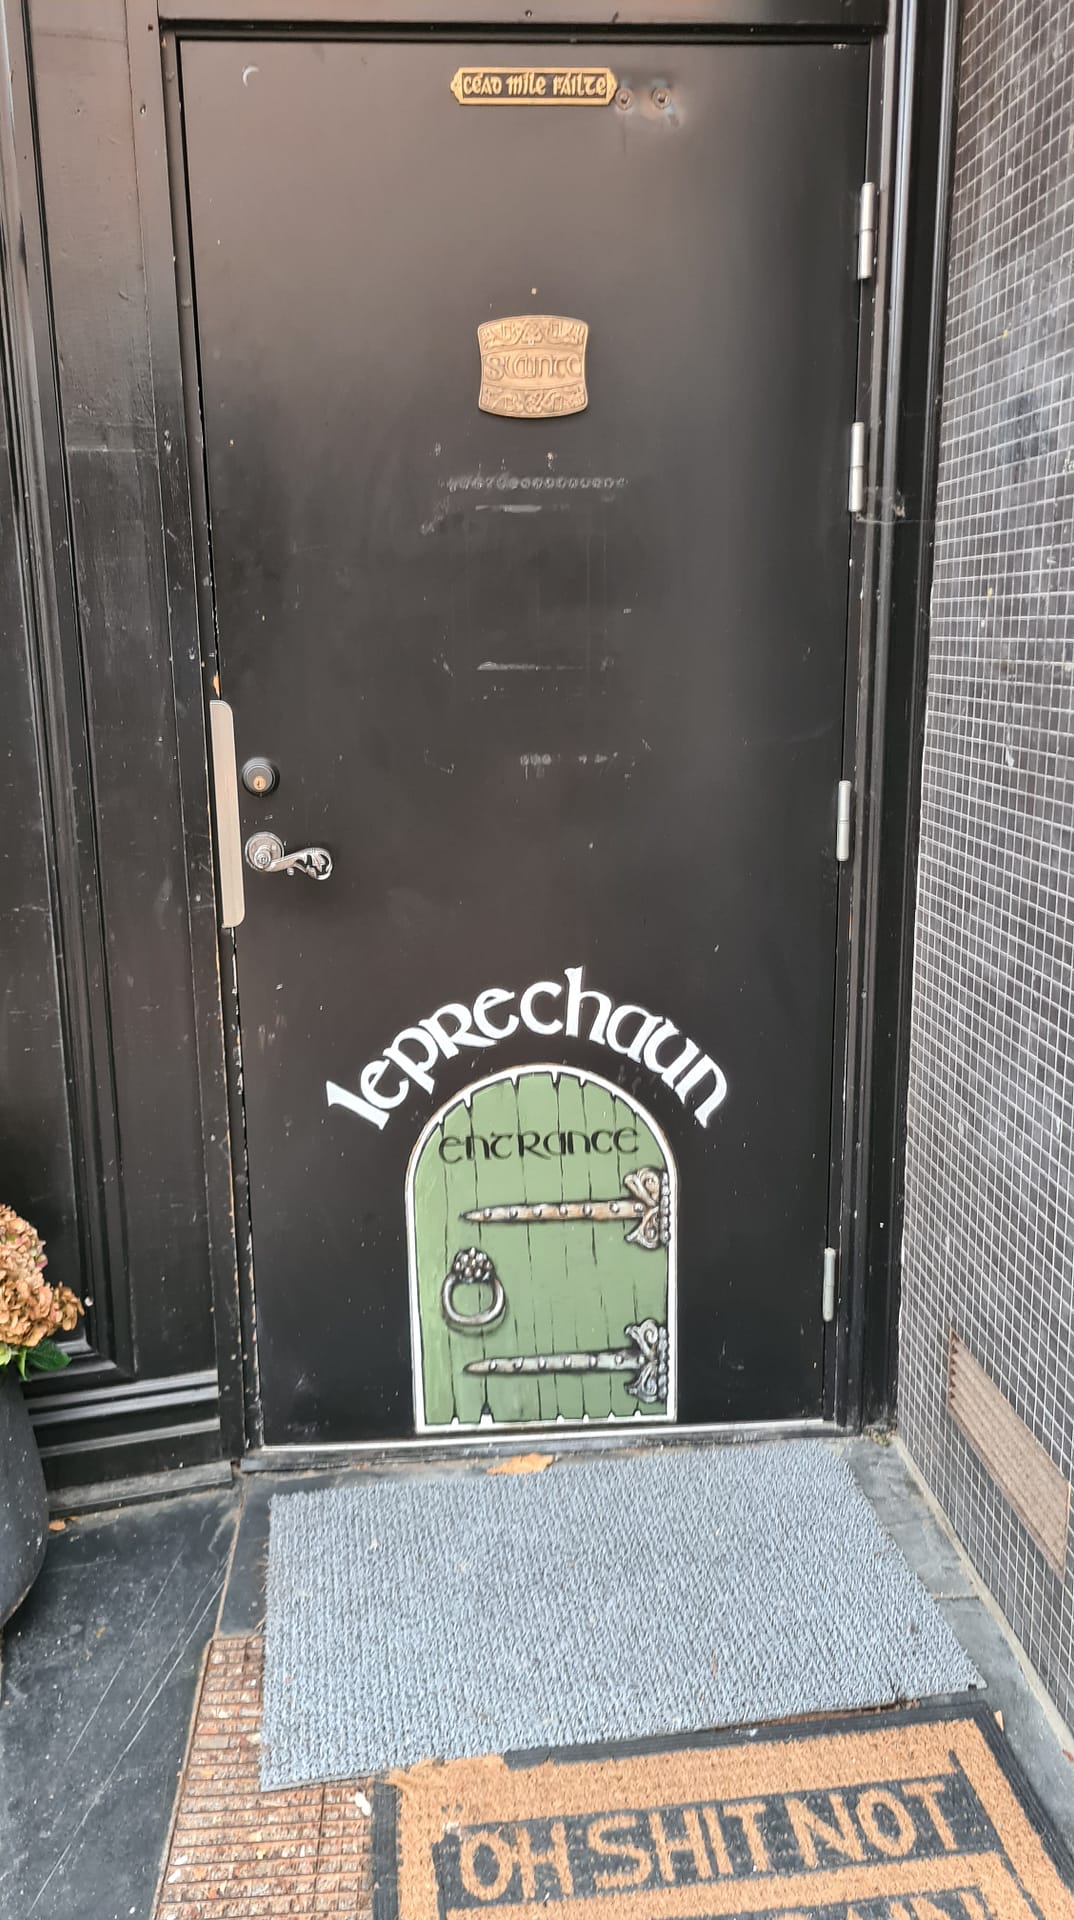 céad míle fáilte
Sláinte
leprechaun
entrance
OH SHIT NOT